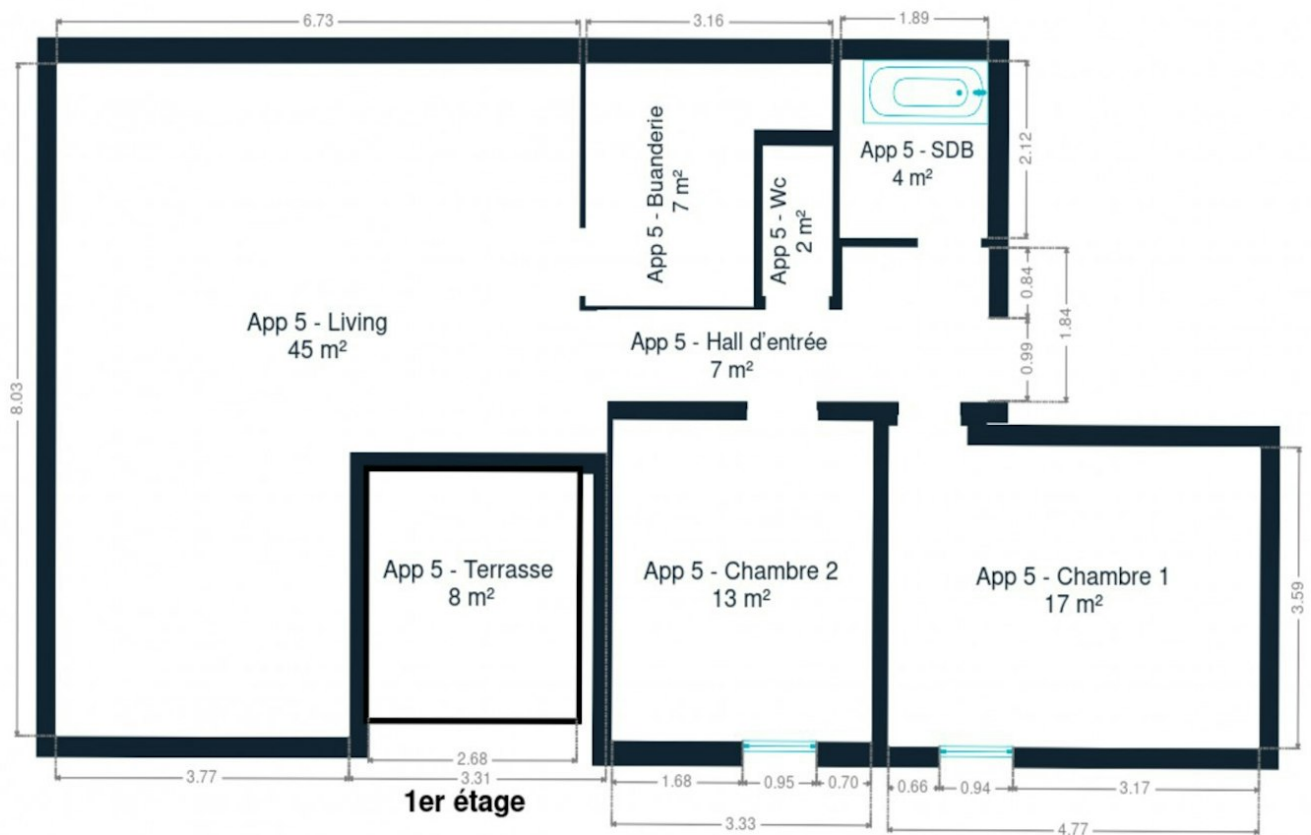 6.73
3.16
1.89
App 5 - Buanderie
7 m²
App 5 - Wc
2 m²
App 5 - SDB
4 m²
2.12
0.84
1.84
0.99
App 5 - Living
45 m²
App 5 - Hall d'entrée
7 m²
8.03
App 5 - Terrasse
8 m²
App 5 - Chambre 2
13 m²
App 5 - Chambre 1
17 m²
3.59
2.68
3.77
3.31
1er étage
1.68
0.95
0.70
3.33
0.66
0.94
3.17
4.77